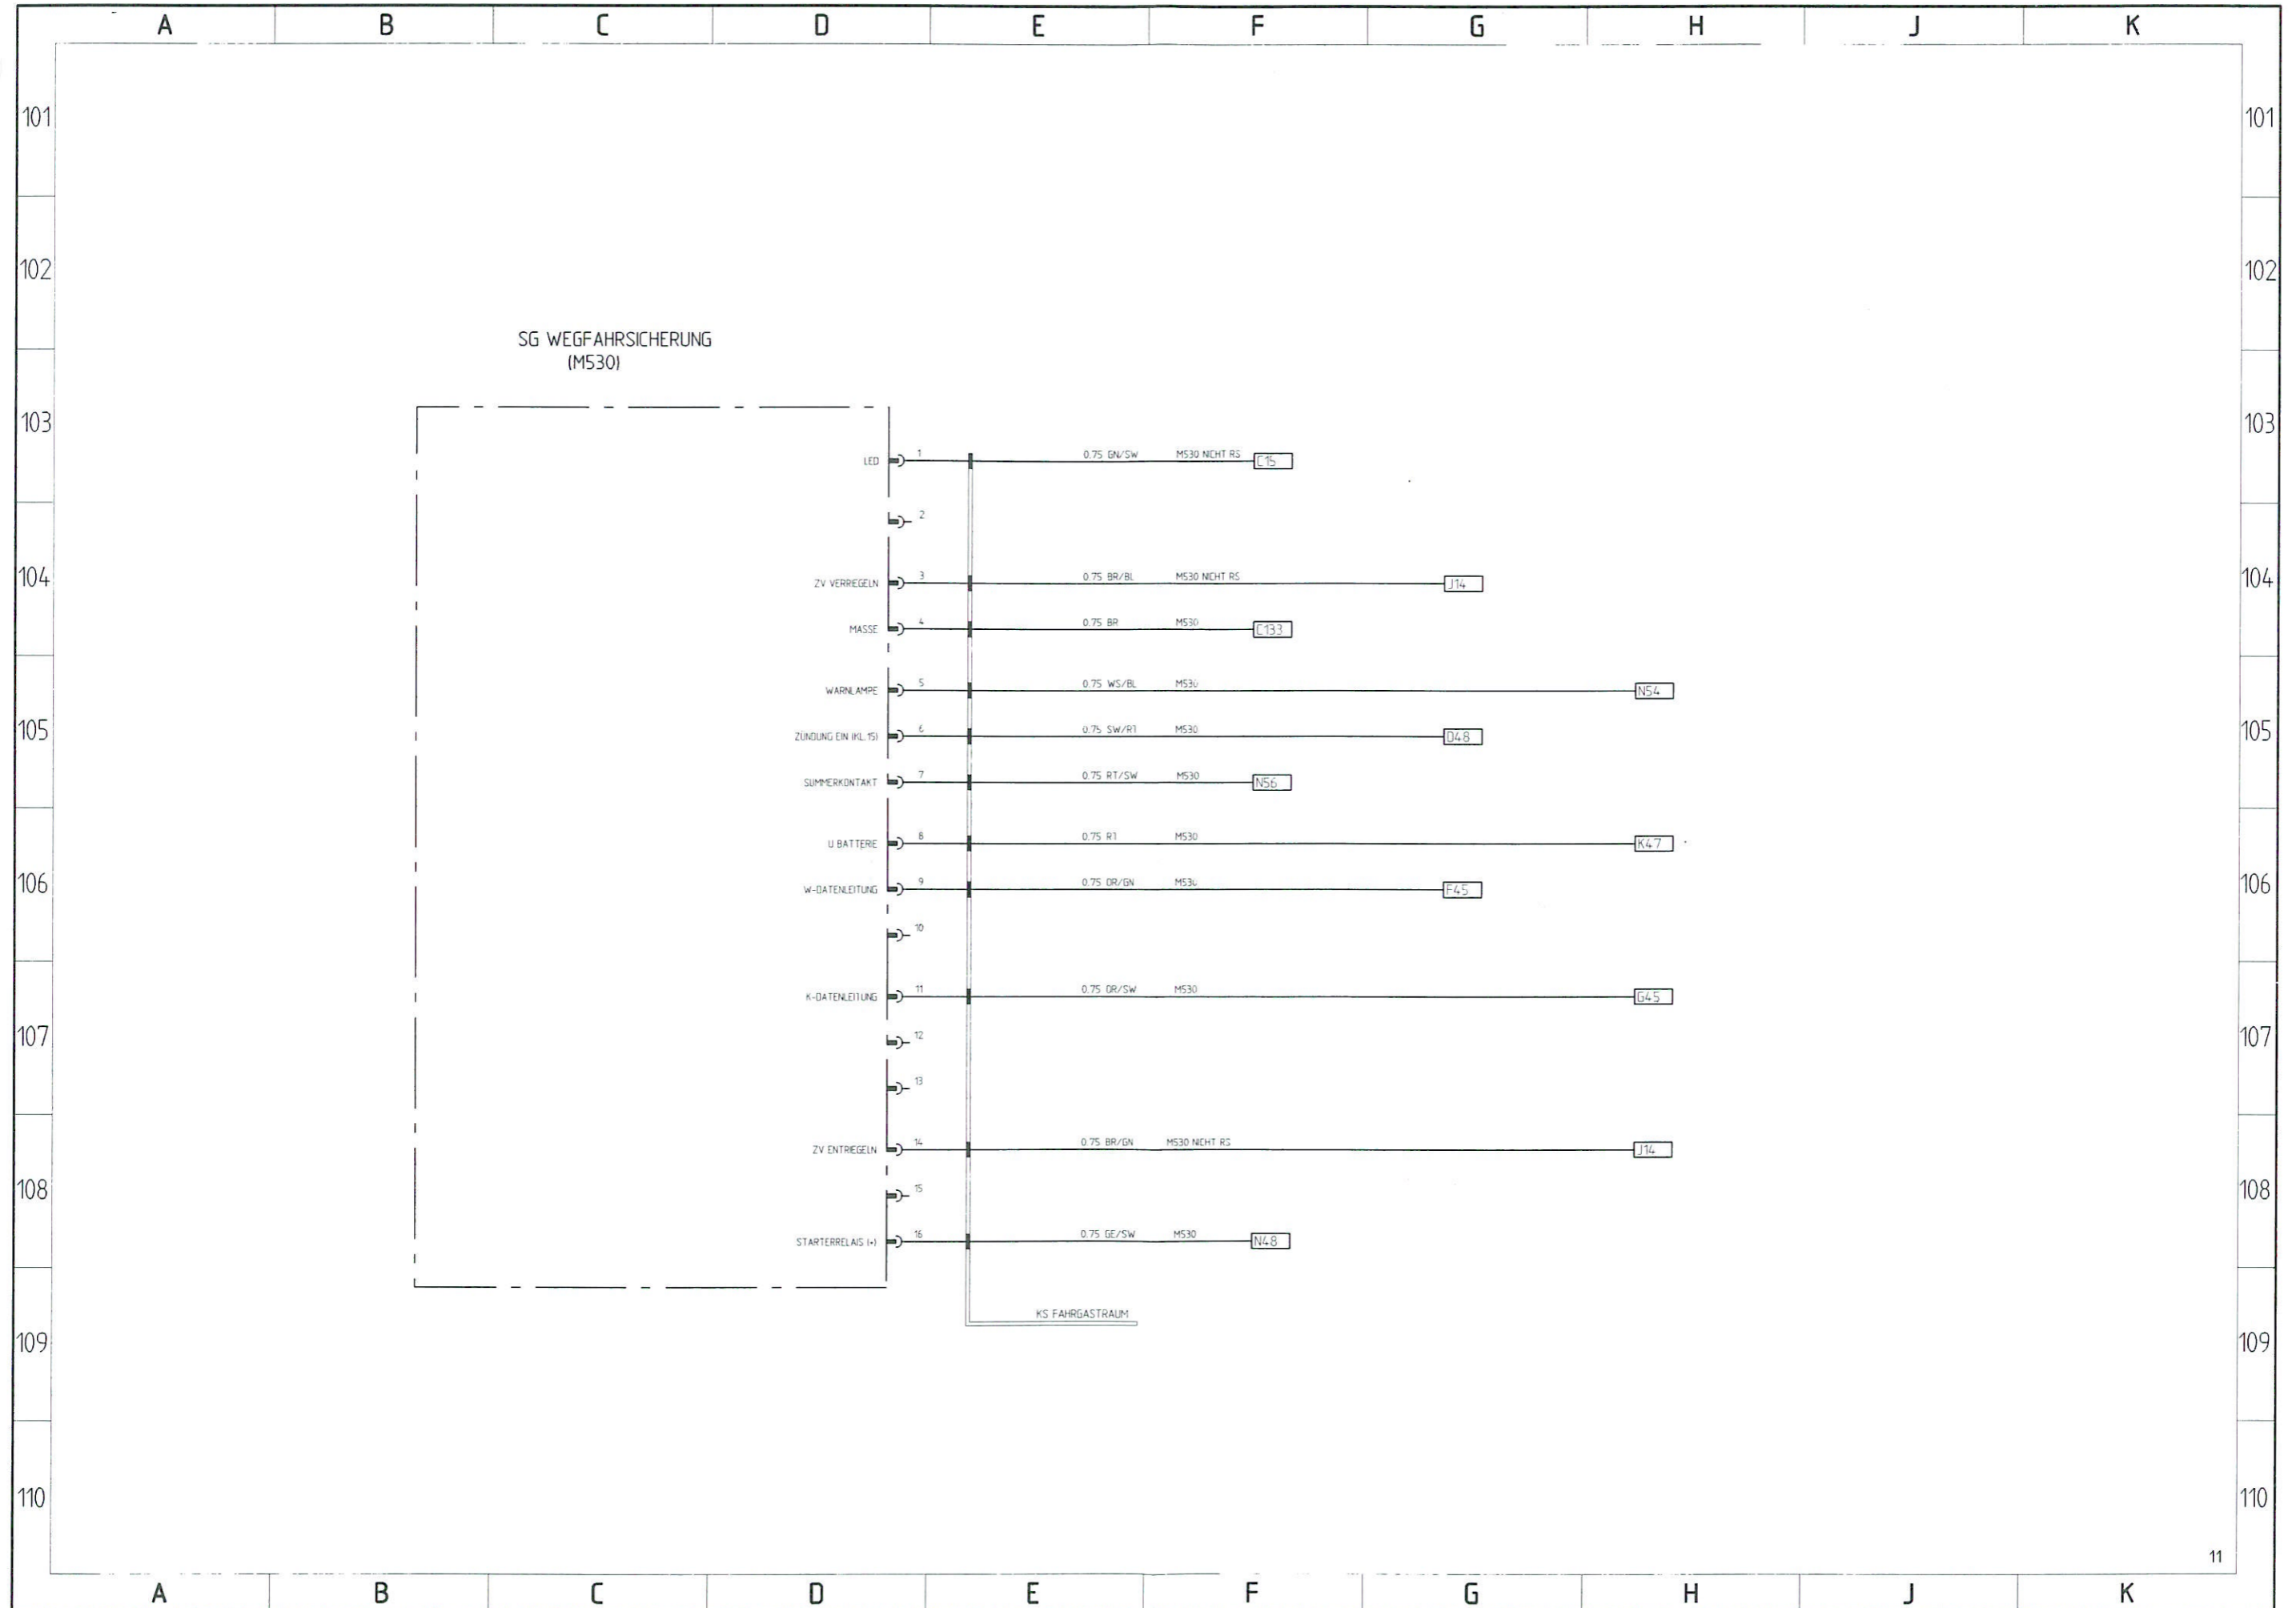 A B C D E F G H J K
101 101
102 102
SG WEGFAHRSICHERUNG
(M530)
103 103
LED 1 0.75 GN/SW M530 NICHT RS C15
2
104 104
ZV VERRIEGELN 3 0.75 BR/BL M530 NICHT RS J14
MASSE 4 0.75 BR M530 C133
WARNLAMPE 5 0.75 WS/BL M530 N54
105 105
ZÜNDUNG EIN (KL.15) 6 0.75 SW/RT M530 D48
SUMMERKONTAKT 7 0.75 RT/SW M530 N56
U BATTERIE 8 0.75 RT M530 K47
106 106
W-DATENLEITUNG 9 0.75 OR/GN M530 F45
10
K-DATENLEITUNG 11 0.75 OR/SW M530 G45
107 107
12
13
ZV ENTRIEGELN 14 0.75 BR/GN M530 NICHT RS J14
108 108
15
STARTERRELAIS (+) 16 0.75 GE/SW M530 N48
KS FAHRGASTRAUM
109 109
110 110
11
A B C D E F G H J K